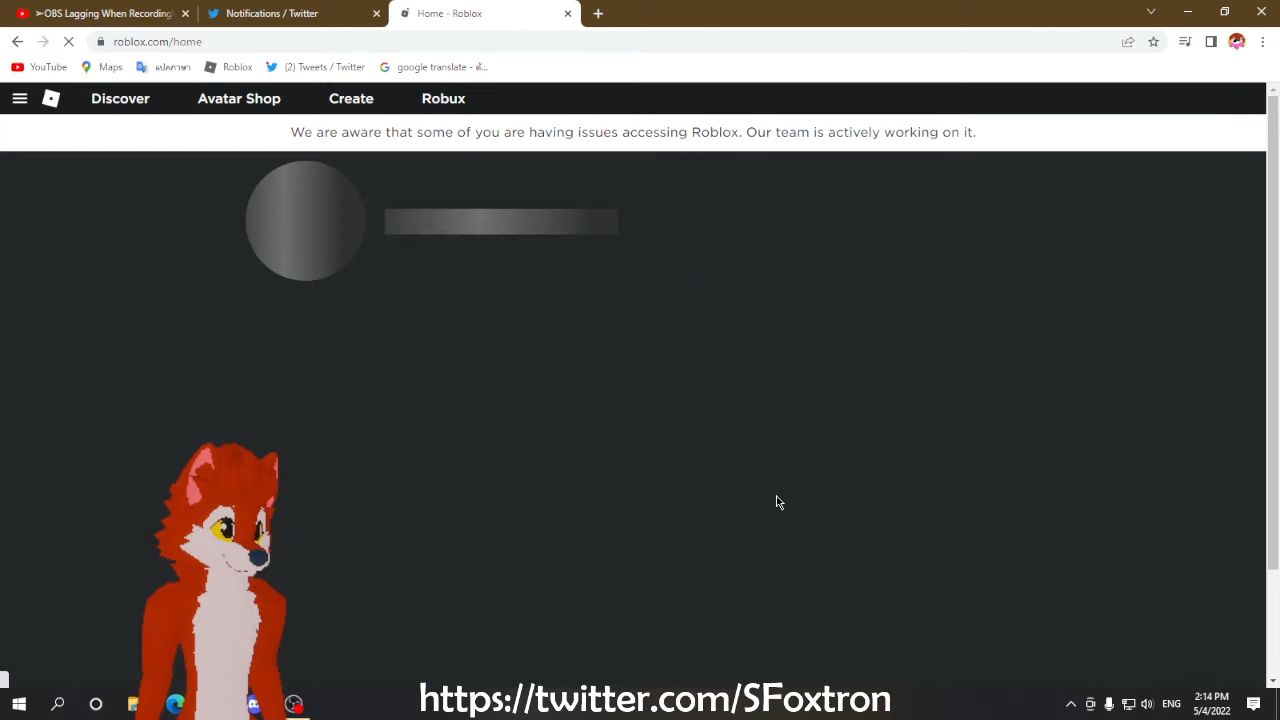 ➢OBS Lagging When Recording
Notifications / Twitter
Home - Roblox
roblox.com/home
YouTube
Maps
แปลภาษา
Roblox
(2) Tweets / Twitter
google translate - ค้...
Discover
Avatar Shop
Create
Robux
We are aware that some of you are having issues accessing Roblox. Our team is actively working on it.
https://twitter.com/SFoxtron
ENG
2:14 PM
5/4/2022